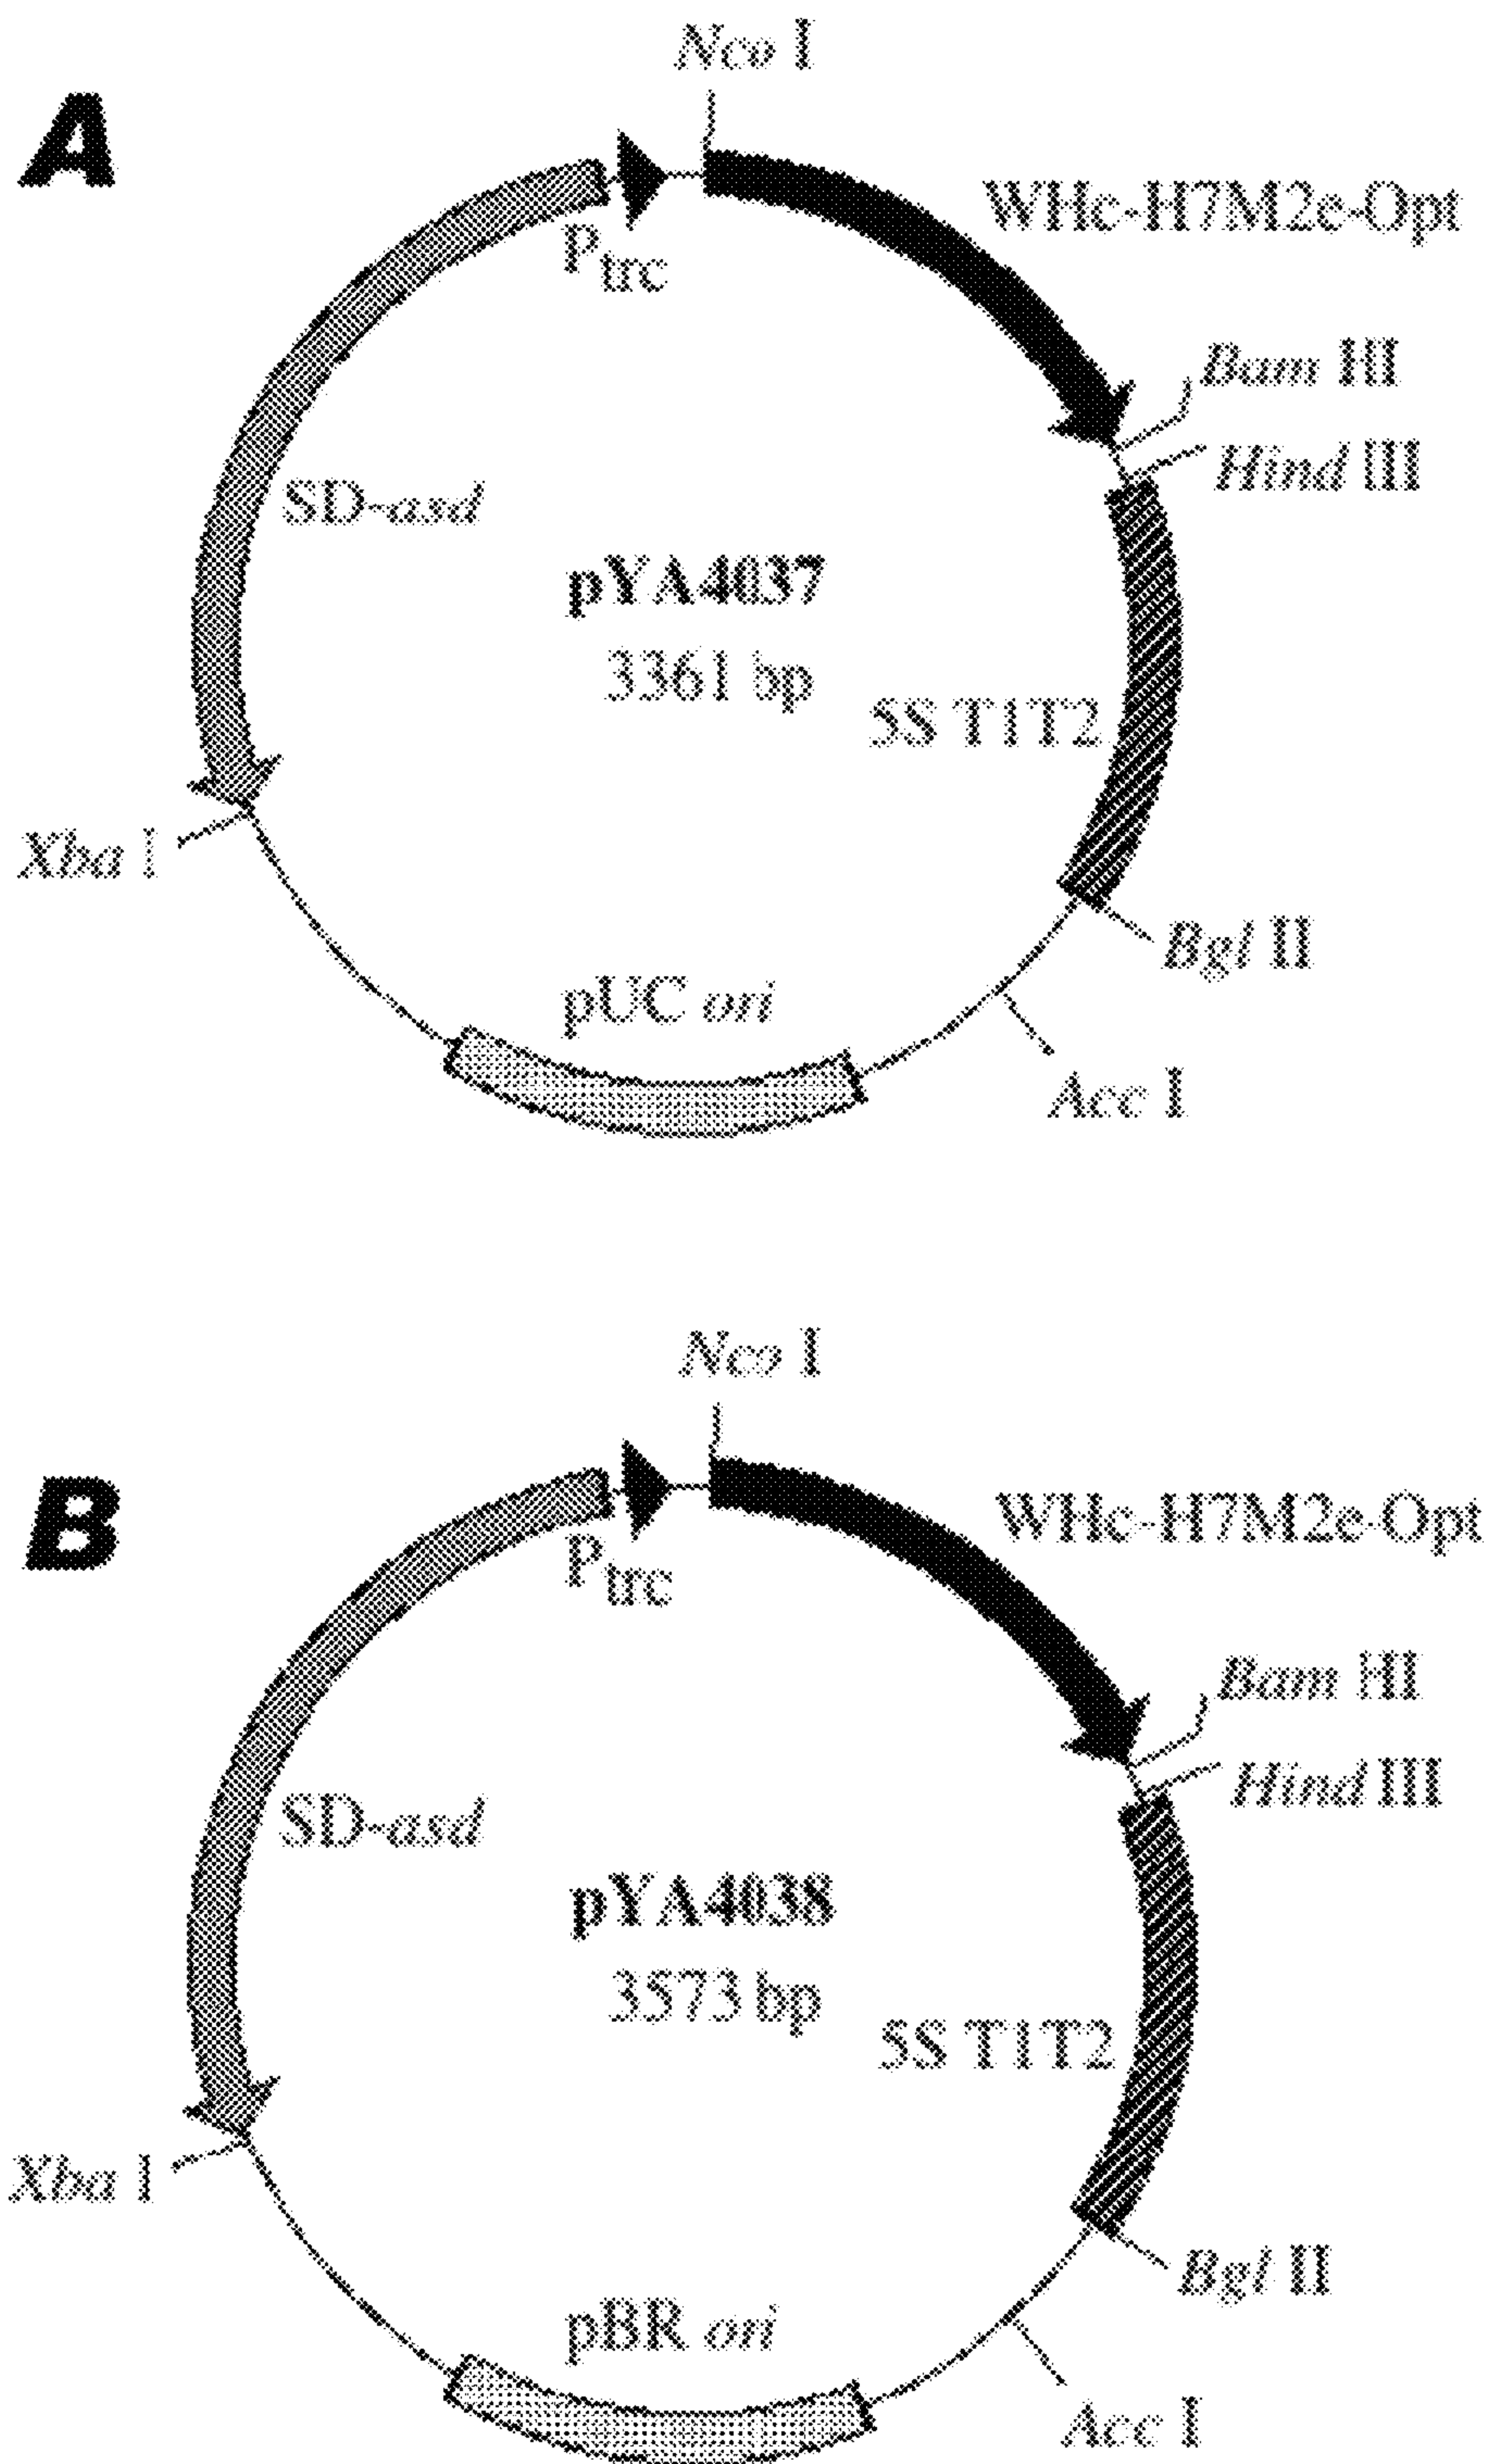 A
Nco I
WHc-H7M2e-Opt
Ptrc
Bam HI
Hind III
SD-asd
pYA4037
3361 bp
5S T1T2
Xba I
Bgl II
pUC ori
Acc I
B
Nco I
WHc-H7M2e-Opt
Ptrc
Bam HI
Hind III
SD-asd
pYA4038
3573 bp
5S T1T2
Xba I
Bgl II
pBR ori
Acc I